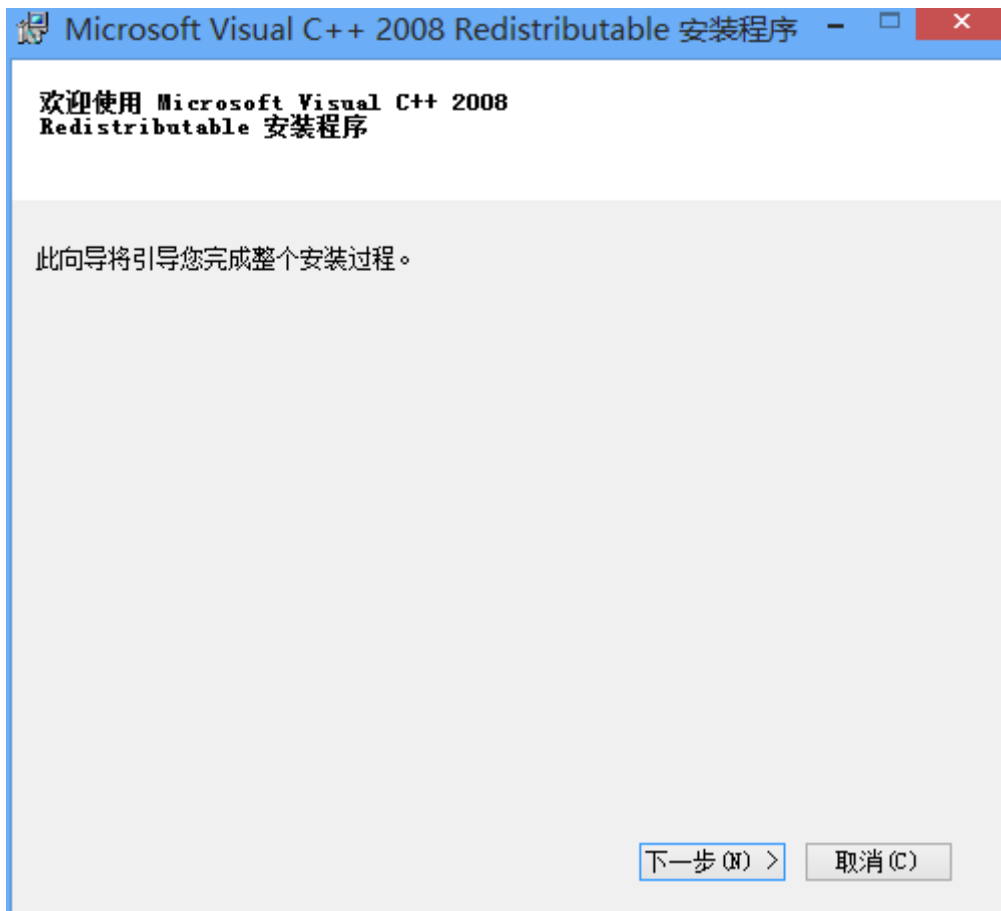 Microsoft Visual C++ 2008 Redistributable 安装程序
欢迎使用 Microsoft Visual C++ 2008
Redistributable 安装程序
此向导将引导您完成整个安装过程。
下一步(N) > 取消(C)